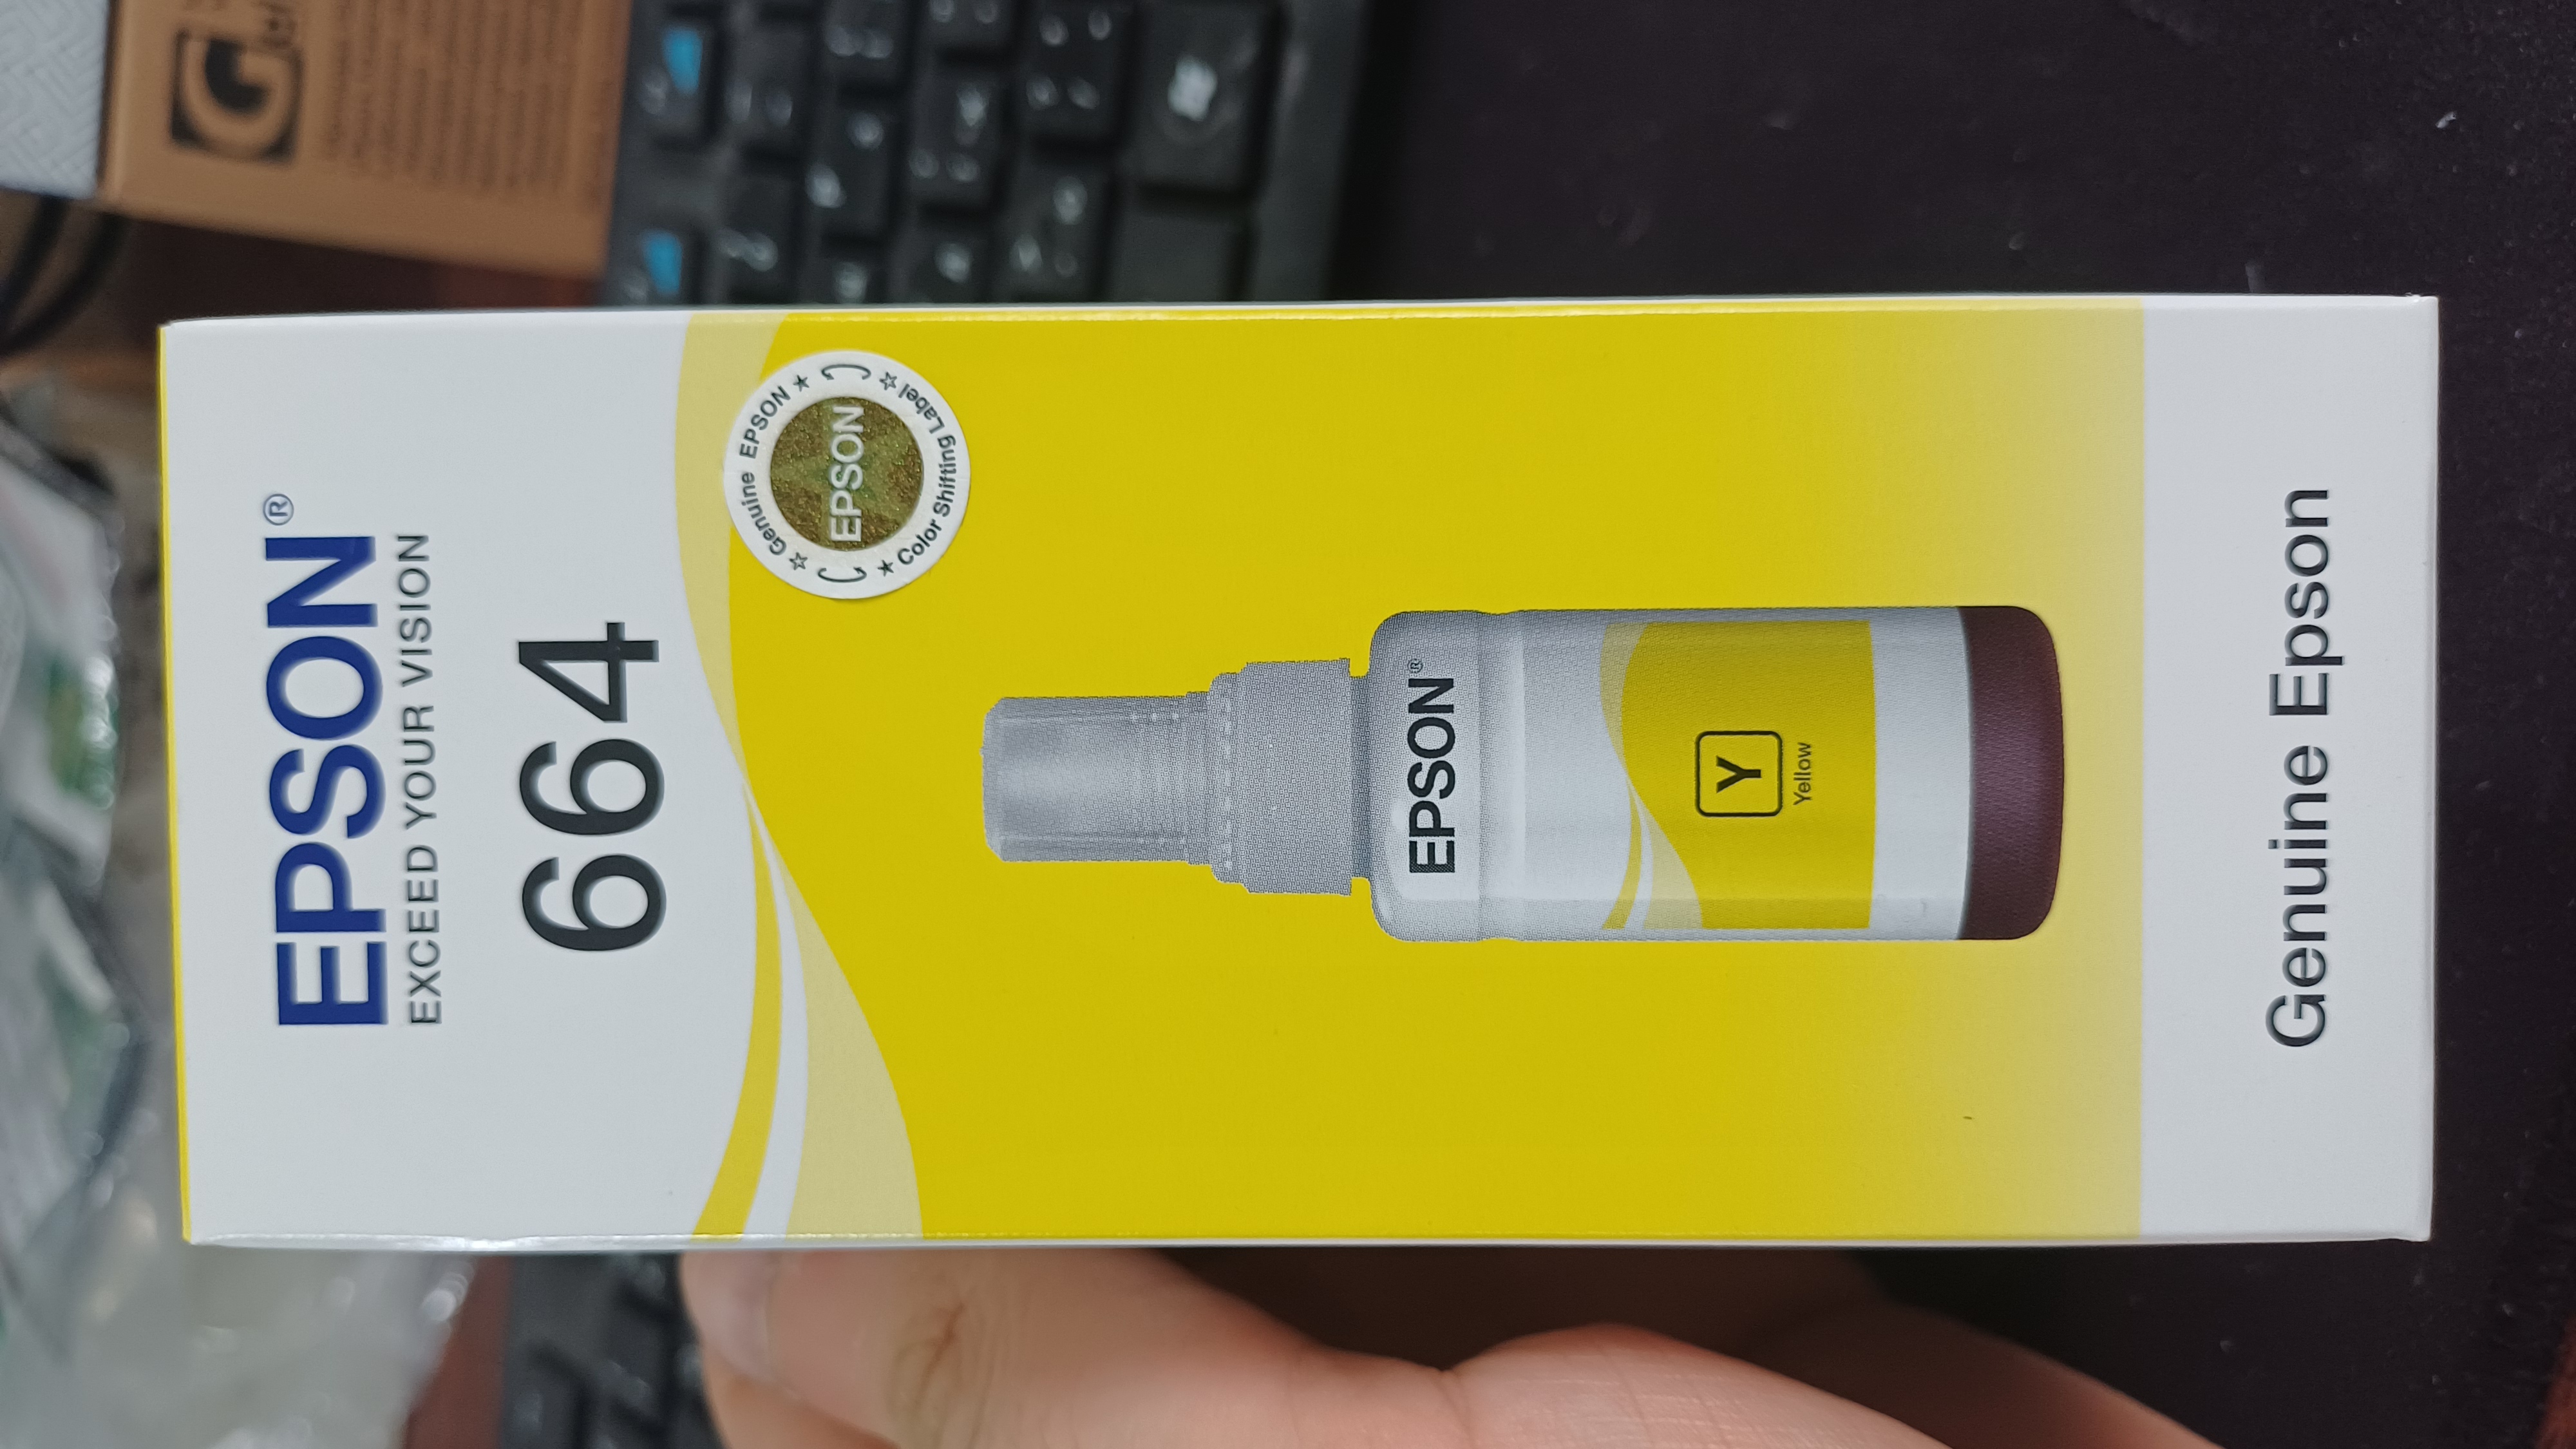 EPSON®
EXCEED YOUR VISION
664
☆ Genuine EPSON ★
EPSON
★ Color Shifting Label ☆
EPSON®
Y
Yellow
Genuine Epson